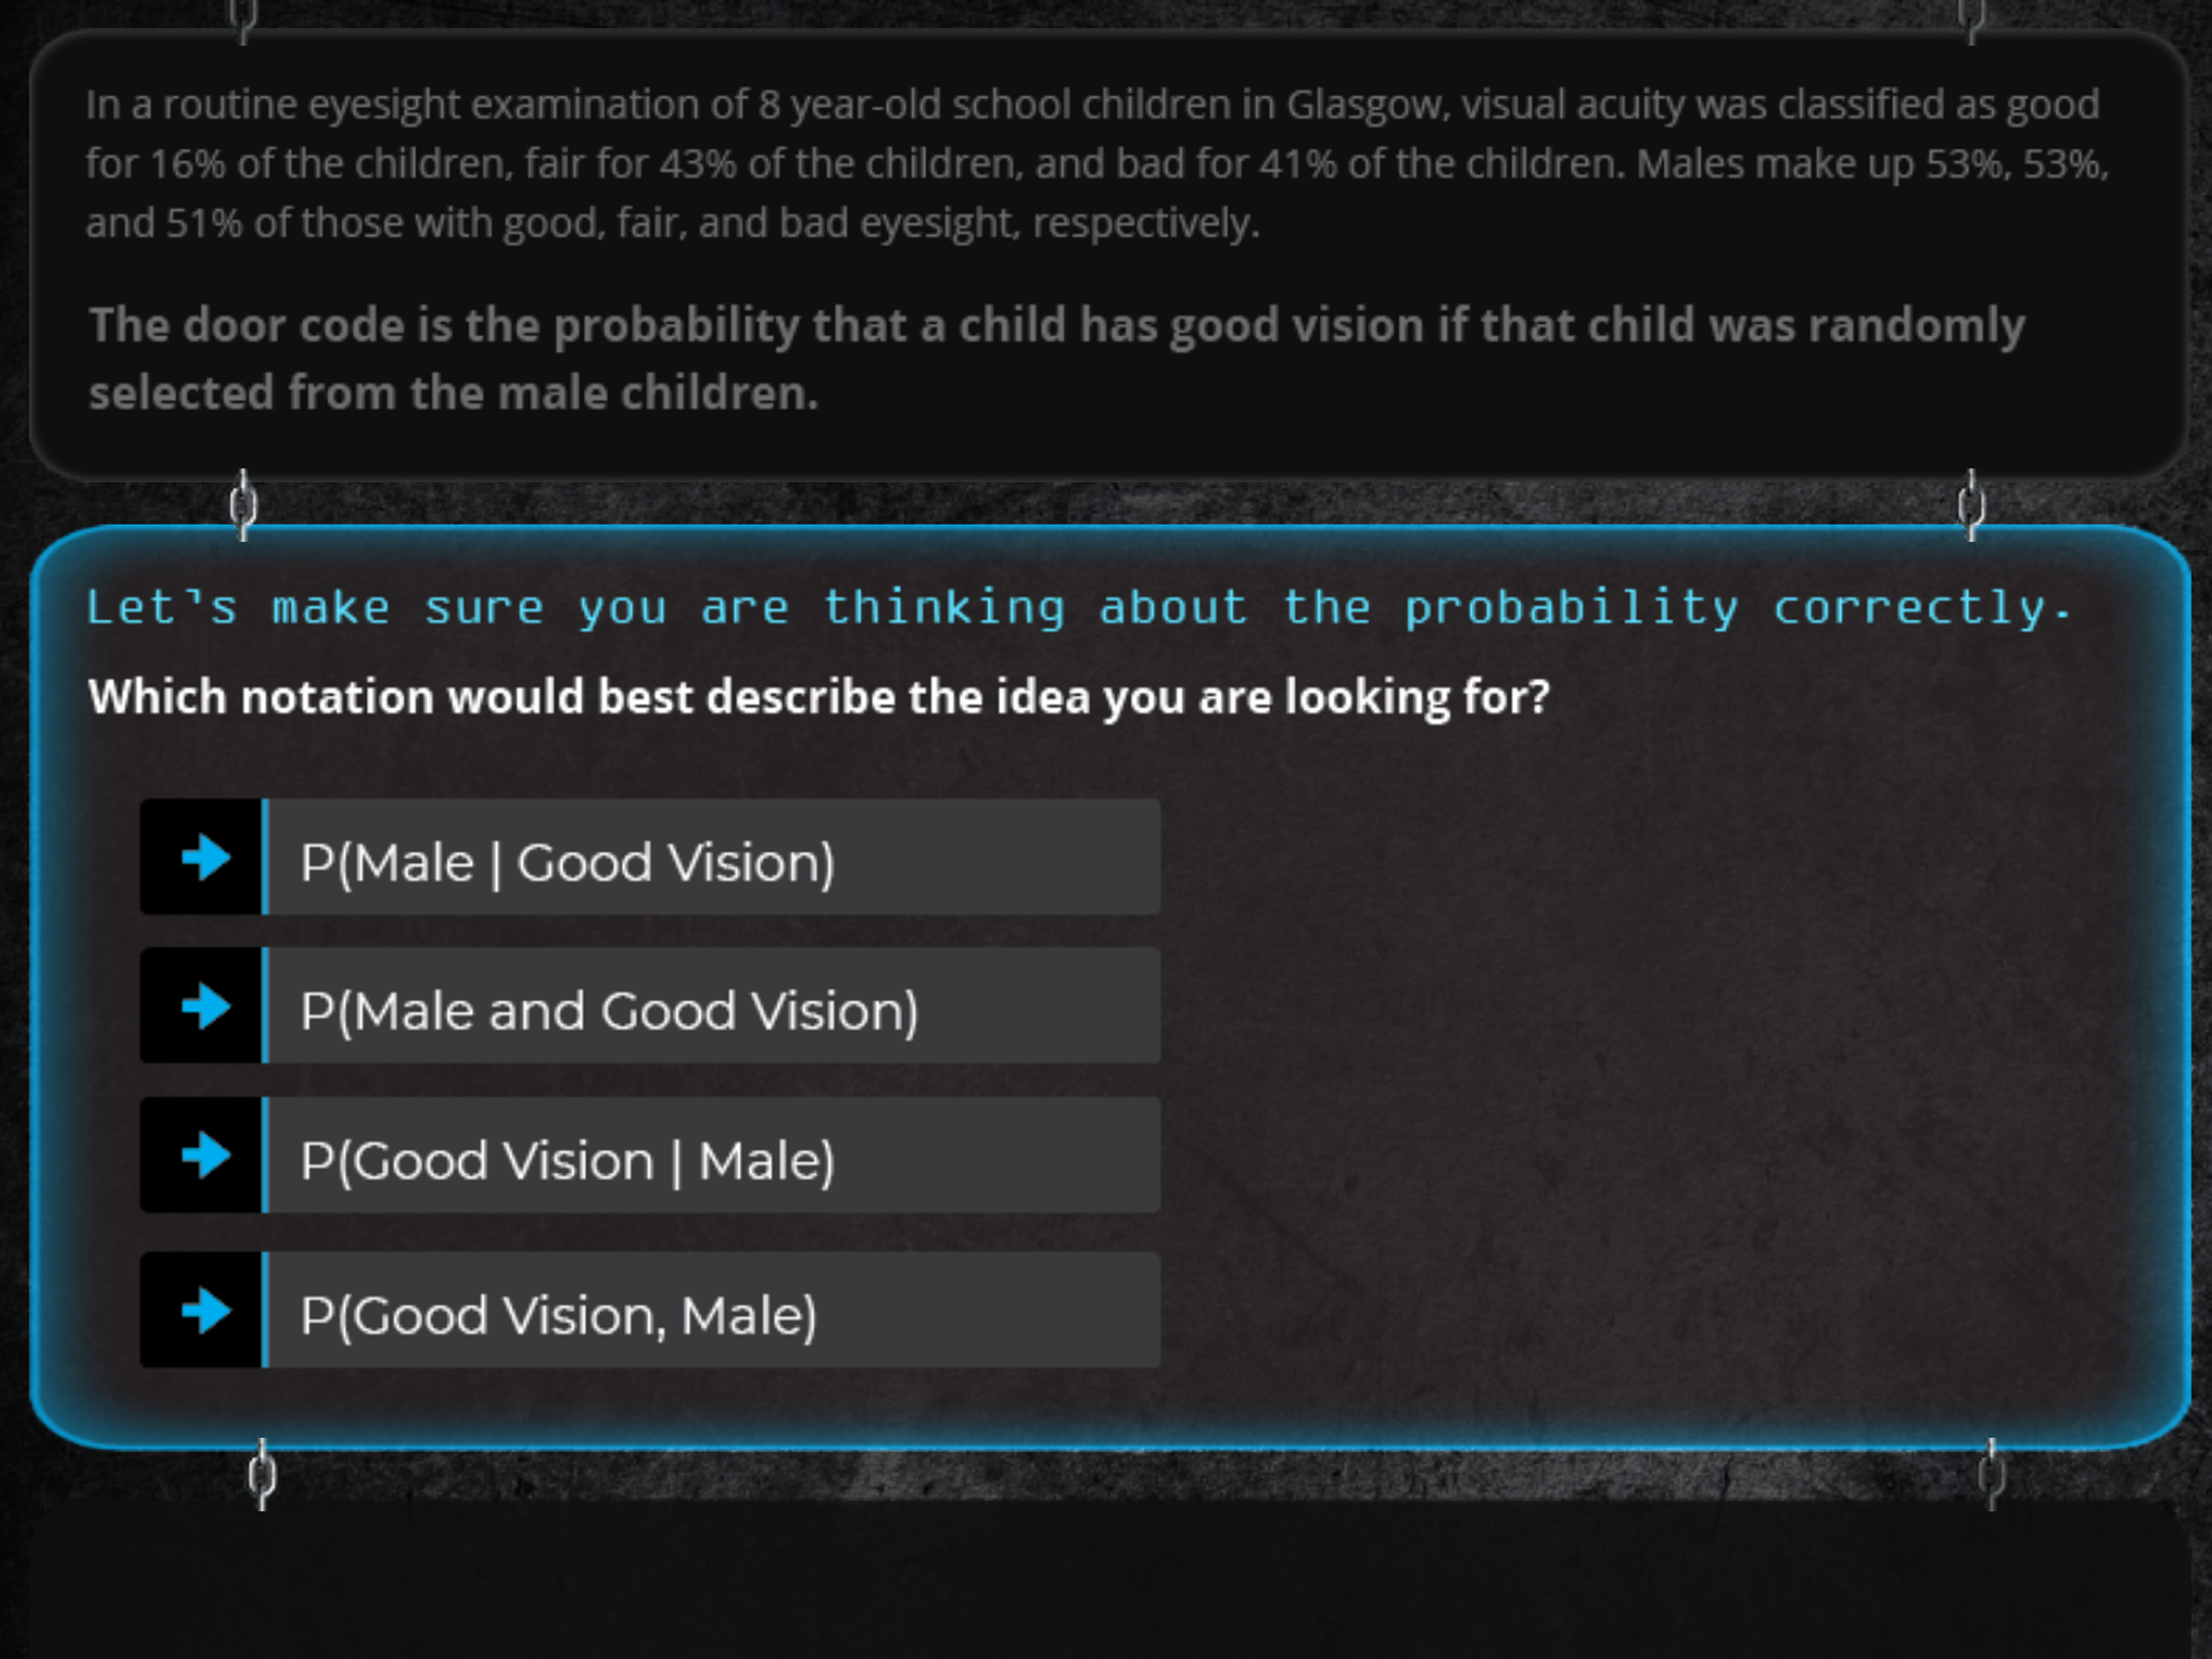 In a routine eyesight examination of 8 year-old school children in Glasgow, visual acuity was classified as good
for 16% of the children, fair for 43% of the children, and bad for 41% of the children. Males make up 53%, 53%,
and 51% of those with good, fair, and bad eyesight, respectively.
The door code is the probability that a child has good vision if that child was randomly
selected from the male children.
Let's make sure you are thinking about the probability correctly.
Which notation would best describe the idea you are looking for?
P(Male | Good Vision)
P(Male and Good Vision)
P(Good Vision | Male)
P(Good Vision, Male)